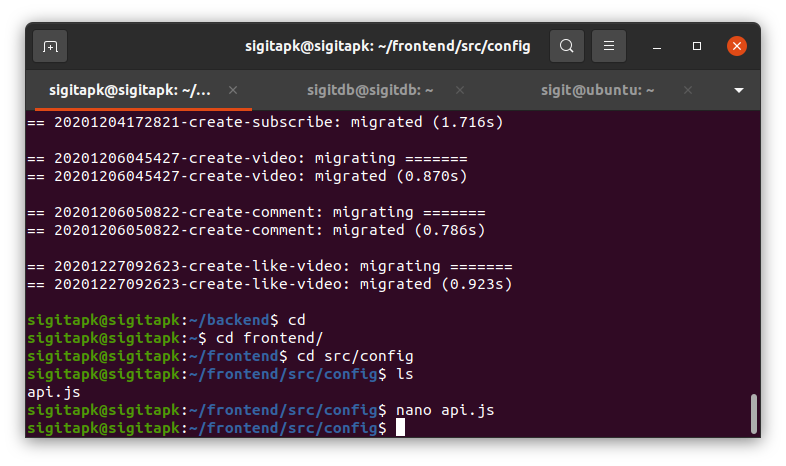 sigitapk@sigitapk: ~/frontend/src/config
sigitapk@sigitapk: ~/... × sigitdb@sigitdb: ~ × sigit@ubuntu: ~ ×
== 20201204172821-create-subscribe: migrated (1.716s)
== 20201206045427-create-video: migrating =======
== 20201206045427-create-video: migrated (0.870s)
== 20201206050822-create-comment: migrating =======
== 20201206050822-create-comment: migrated (0.786s)
== 20201227092623-create-like-video: migrating =======
== 20201227092623-create-like-video: migrated (0.923s)
sigitapk@sigitapk:~/backend$ cd
sigitapk@sigitapk:~$ cd frontend/
sigitapk@sigitapk:~/frontend$ cd src/config
sigitapk@sigitapk:~/frontend/src/config$ ls
api.js
sigitapk@sigitapk:~/frontend/src/config$ nano api.js
sigitapk@sigitapk:~/frontend/src/config$